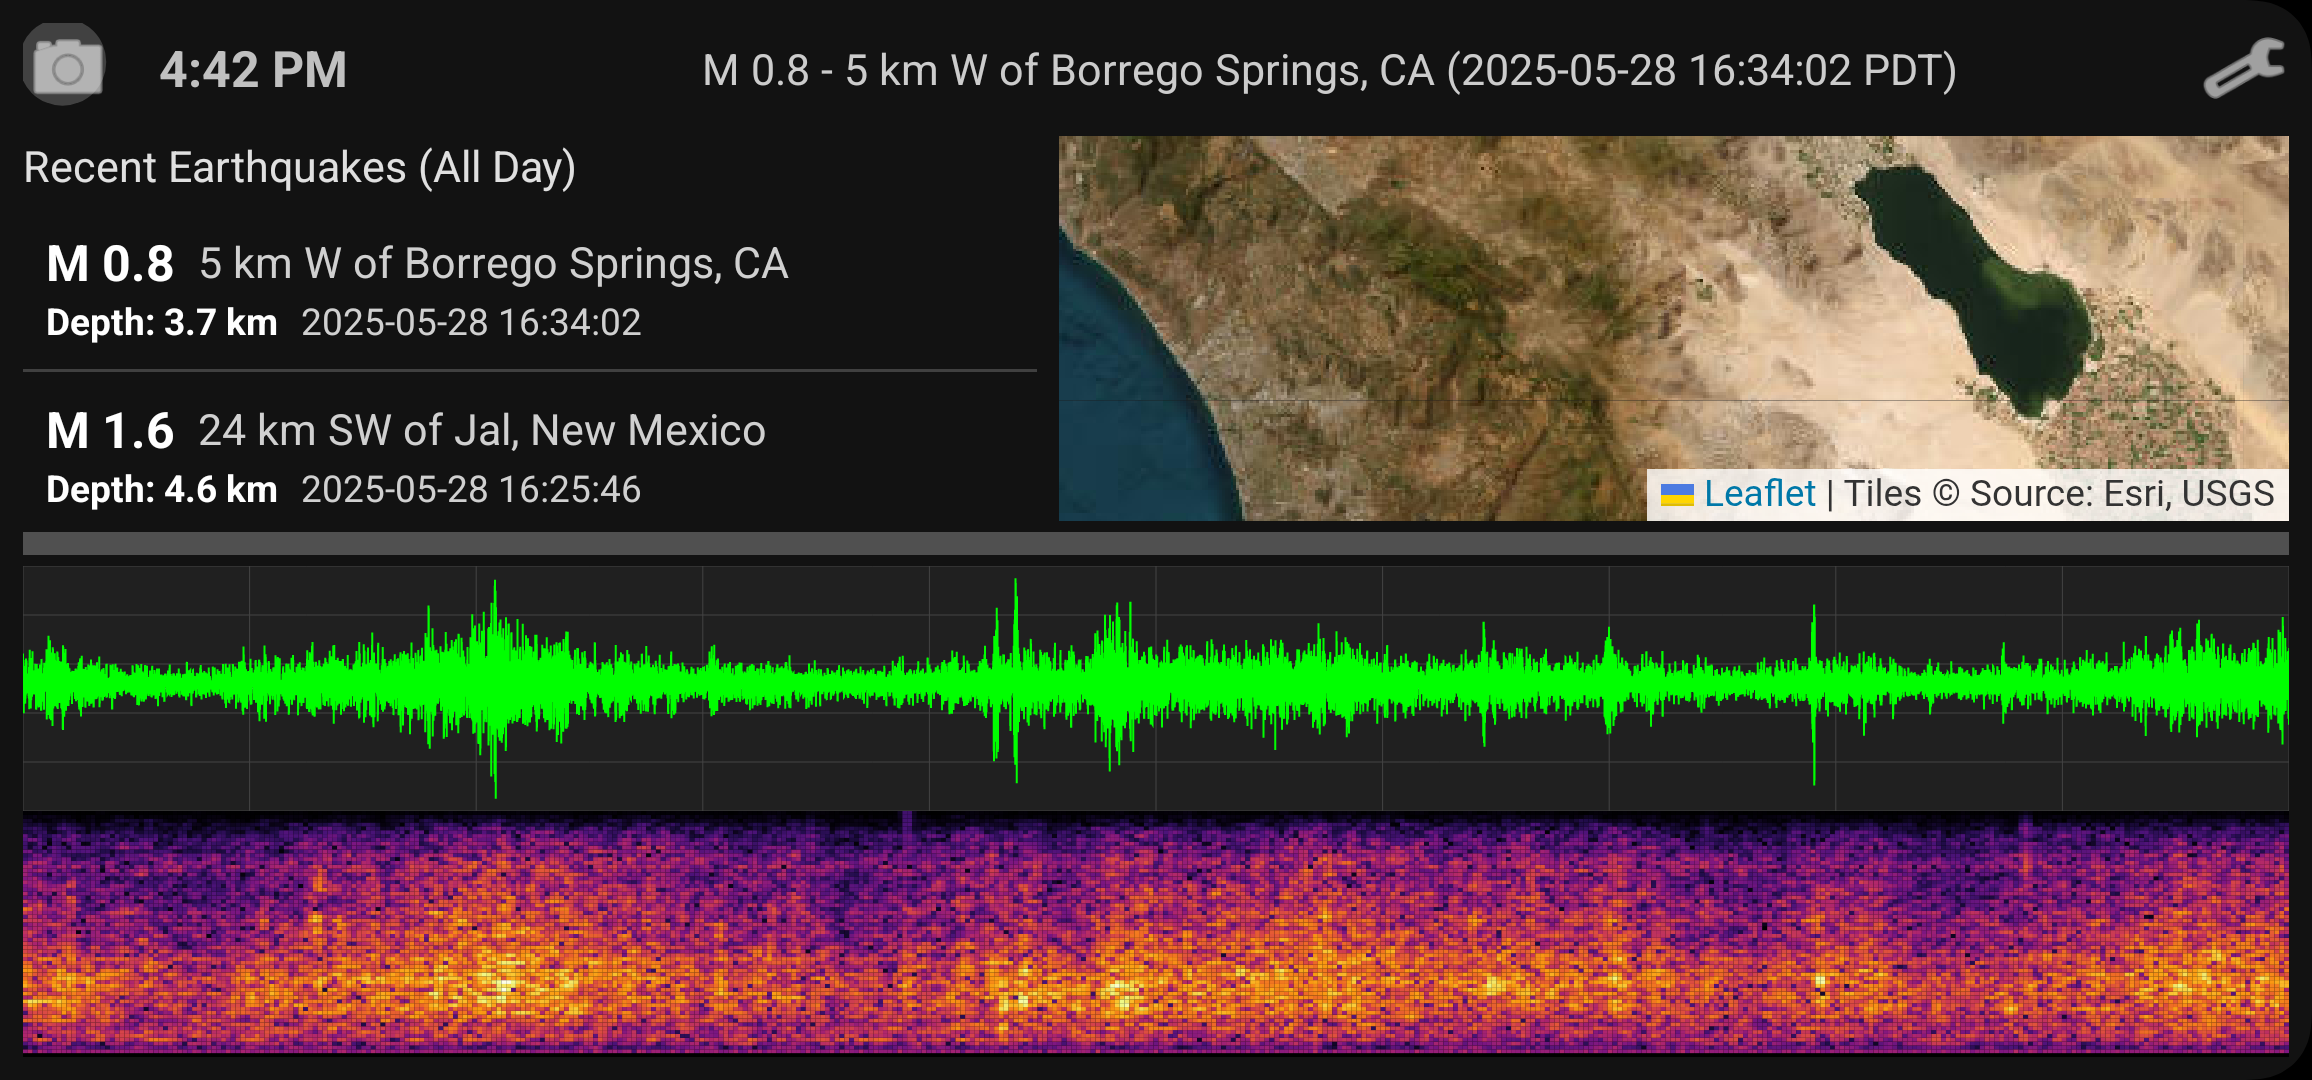 4:42 PM
M 0.8 - 5 km W of Borrego Springs, CA (2025-05-28 16:34:02 PDT)
Recent Earthquakes (All Day)
M 0.8 5 km W of Borrego Springs, CA
Depth: 3.7 km 2025-05-28 16:34:02
M 1.6 24 km SW of Jal, New Mexico
Depth: 4.6 km 2025-05-28 16:25:46
Leaflet | Tiles © Source: Esri, USGS